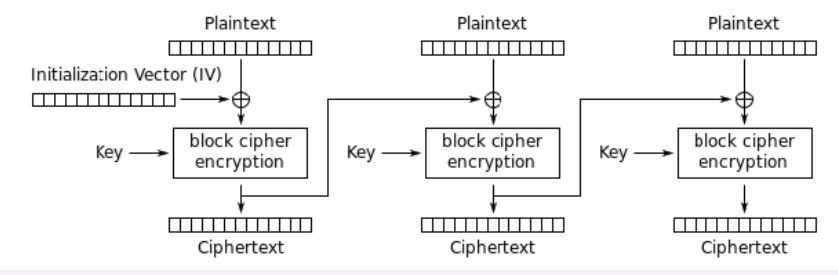 Plaintext
Plaintext
Plaintext
Initialization Vector (IV)
Key
block cipher
encryption
Key
block cipher
encryption
Key
block cipher
encryption
Ciphertext
Ciphertext
Ciphertext